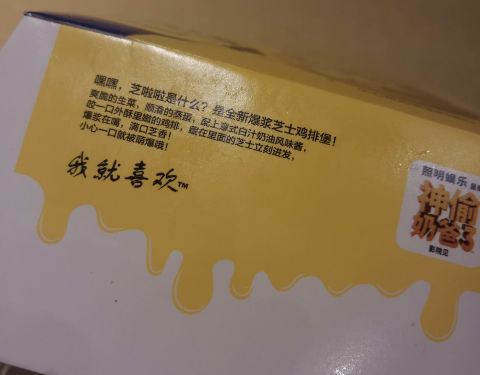 嘿嘿，芝啦啦是什么？是全新爆浆芝士鸡排堡！
爽脆的生菜，顺滑的蒸蛋，配上意式白汁奶油风味酱，
咬一口外酥里嫩的鸡排，藏在里面的芝士立刻迸发，
爆浆在嘴，满口芝香！
小心一口就被萌爆哦！
我就喜欢™
照明娱乐
神偷
奶爸3
影院见